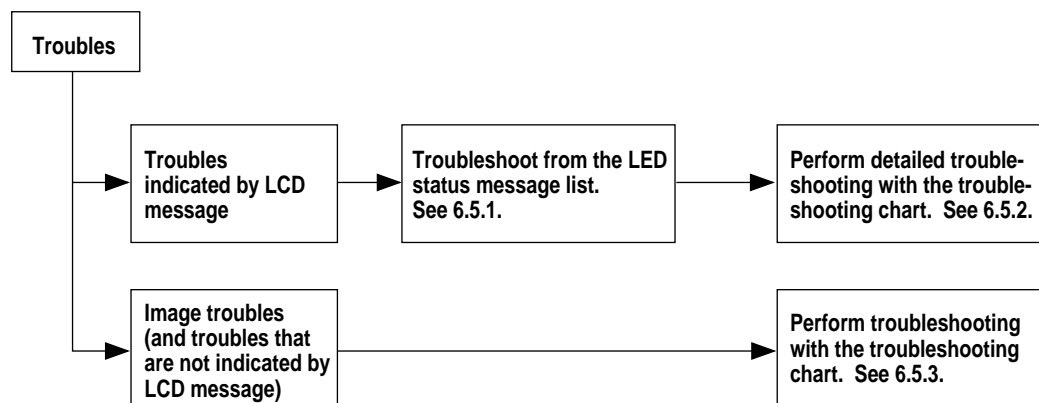 Troubles
Troubles
indicated by LCD
message
Troubleshoot from the LED
status message list.
See 6.5.1.
Perform detailed trouble-
shooting with the trouble-
shooting chart.  See 6.5.2.
Image troubles
(and troubles that
are not indicated by
LCD message)
Perform troubleshooting
with the troubleshooting
chart.  See 6.5.3.